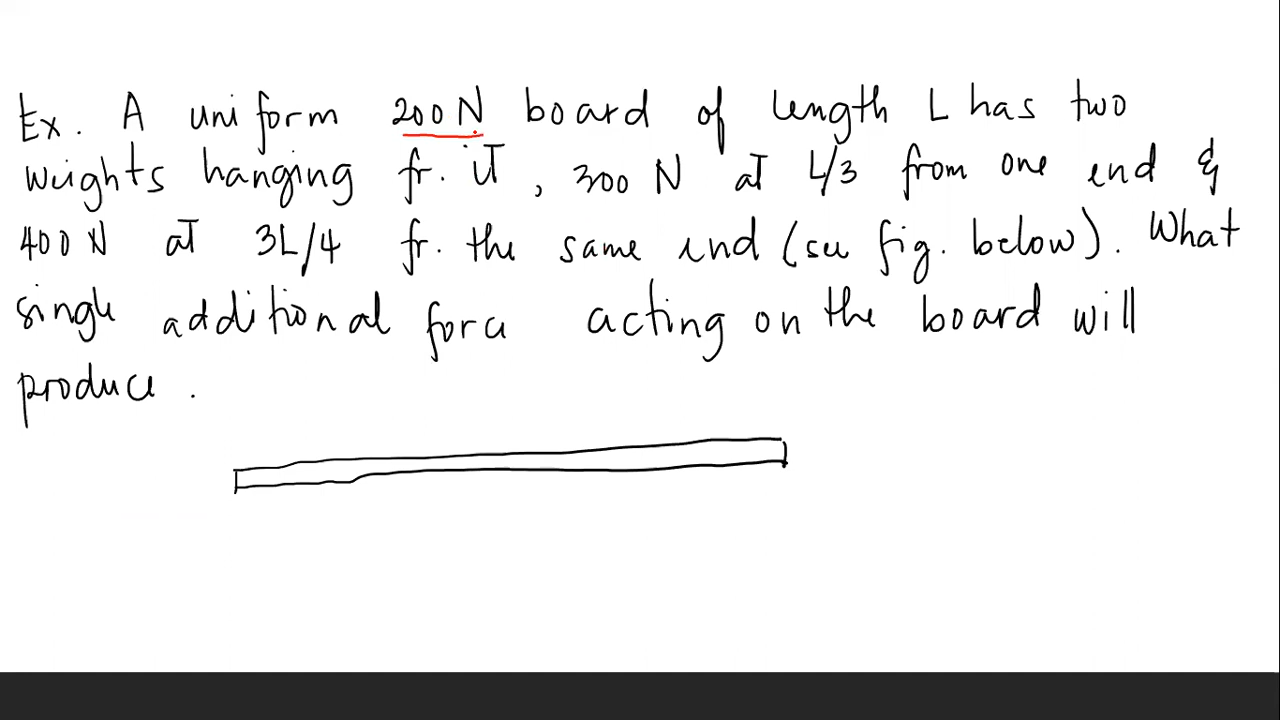 Ex. A uniform 200 N board of length L has two
weights hanging fr. it, 300 N at L/3 from one end &
400 N at 3L/4 fr. the same end (see fig. below). What
single additional force acting on the board will
produce.